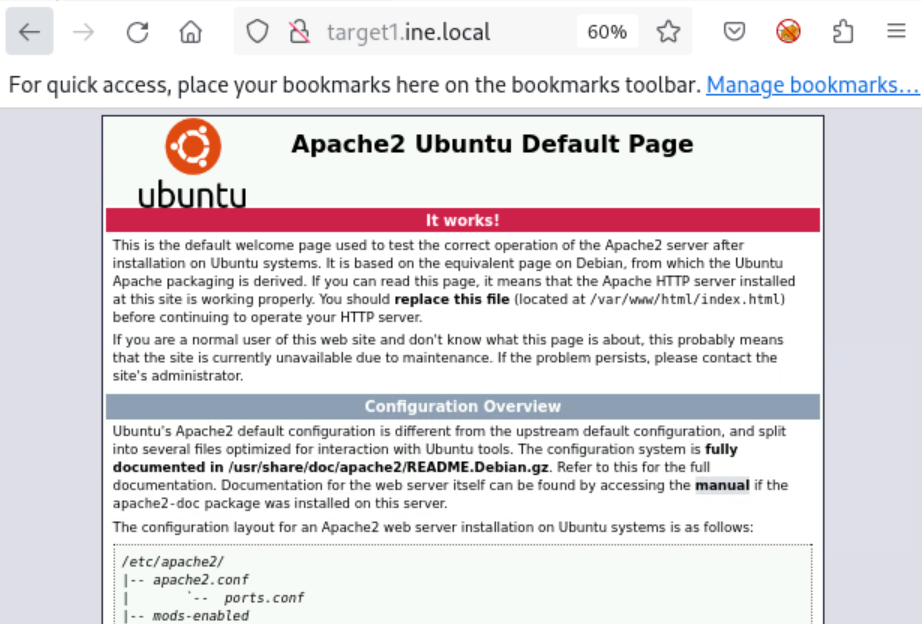 target1.ine.local
60%
For quick access, place your bookmarks here on the bookmarks toolbar. Manage bookmarks...
Apache2 Ubuntu Default Page
ubuntu
It works!
This is the default welcome page used to test the correct operation of the Apache2 server after
installation on Ubuntu systems. It is based on the equivalent page on Debian, from which the Ubuntu
Apache packaging is derived. If you can read this page, it means that the Apache HTTP server installed
at this site is working properly. You should replace this file (located at /var/www/html/index.html)
before continuing to operate your HTTP server.
If you are a normal user of this web site and don't know what this page is about, this probably means
that the site is currently unavailable due to maintenance. If the problem persists, please contact the
site's administrator.
Configuration Overview
Ubuntu's Apache2 default configuration is different from the upstream default configuration, and split
into several files optimized for interaction with Ubuntu tools. The configuration system is fully
documented in /usr/share/doc/apache2/README.Debian.gz. Refer to this for the full
documentation. Documentation for the web server itself can be found by accessing the manual if the
apache2-doc package was installed on this server.
The configuration layout for an Apache2 web server installation on Ubuntu systems is as follows:
/etc/apache2/
|-- apache2.conf
|       `--  ports.conf
|-- mods-enabled